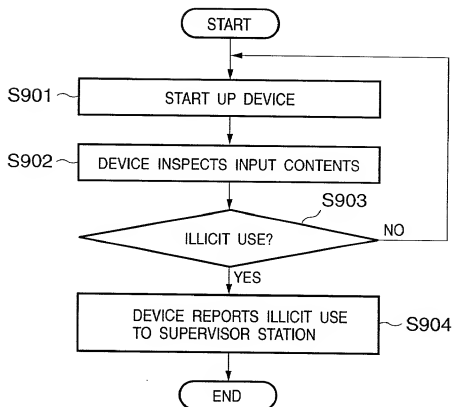 START
S901
START UP DEVICE
S902
DEVICE INSPECTS INPUT CONTENTS
S903
ILLICIT USE?
NO
YES
DEVICE REPORTS ILLICIT USE
TO SUPERVISOR STATION
S904
END